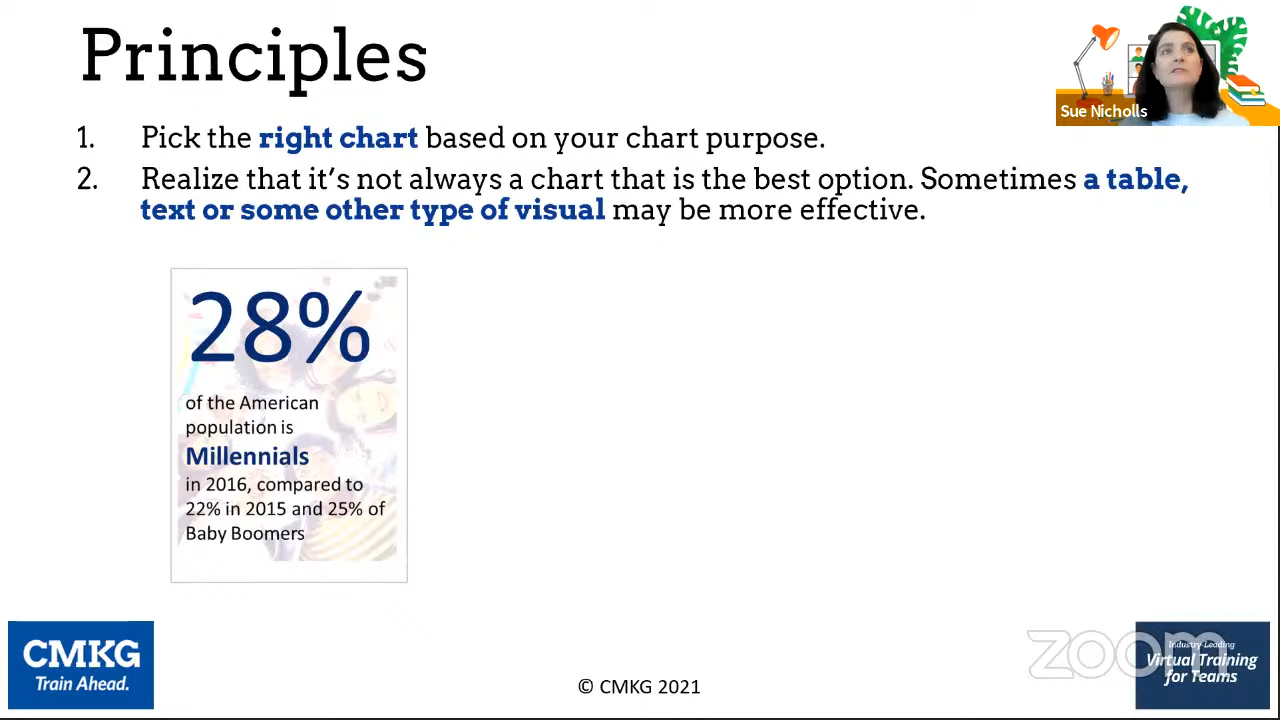 Principles
Sue Nicholls
1. Pick the right chart based on your chart purpose.
2. Realize that it’s not always a chart that is the best option. Sometimes a table,
text or some other type of visual may be more effective.
28%
of the American
population is
Millennials
in 2016, compared to
22% in 2015 and 25% of
Baby Boomers
CMKG
Train Ahead.
© CMKG 2021
zoom
Industry-Leading
Virtual Training
for Teams